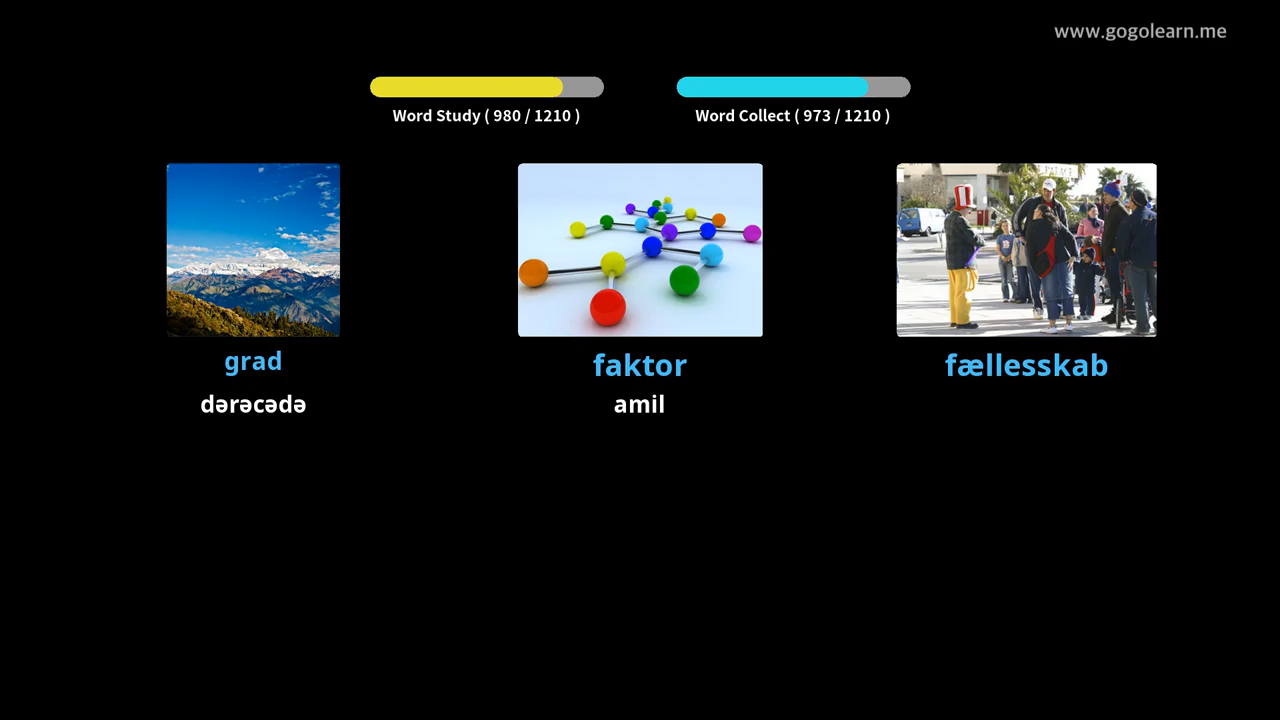 www.gogolearn.me
Word Study ( 980 / 1210 )
Word Collect ( 973 / 1210 )
grad
faktor
fællesskab
dərəcədə
amil